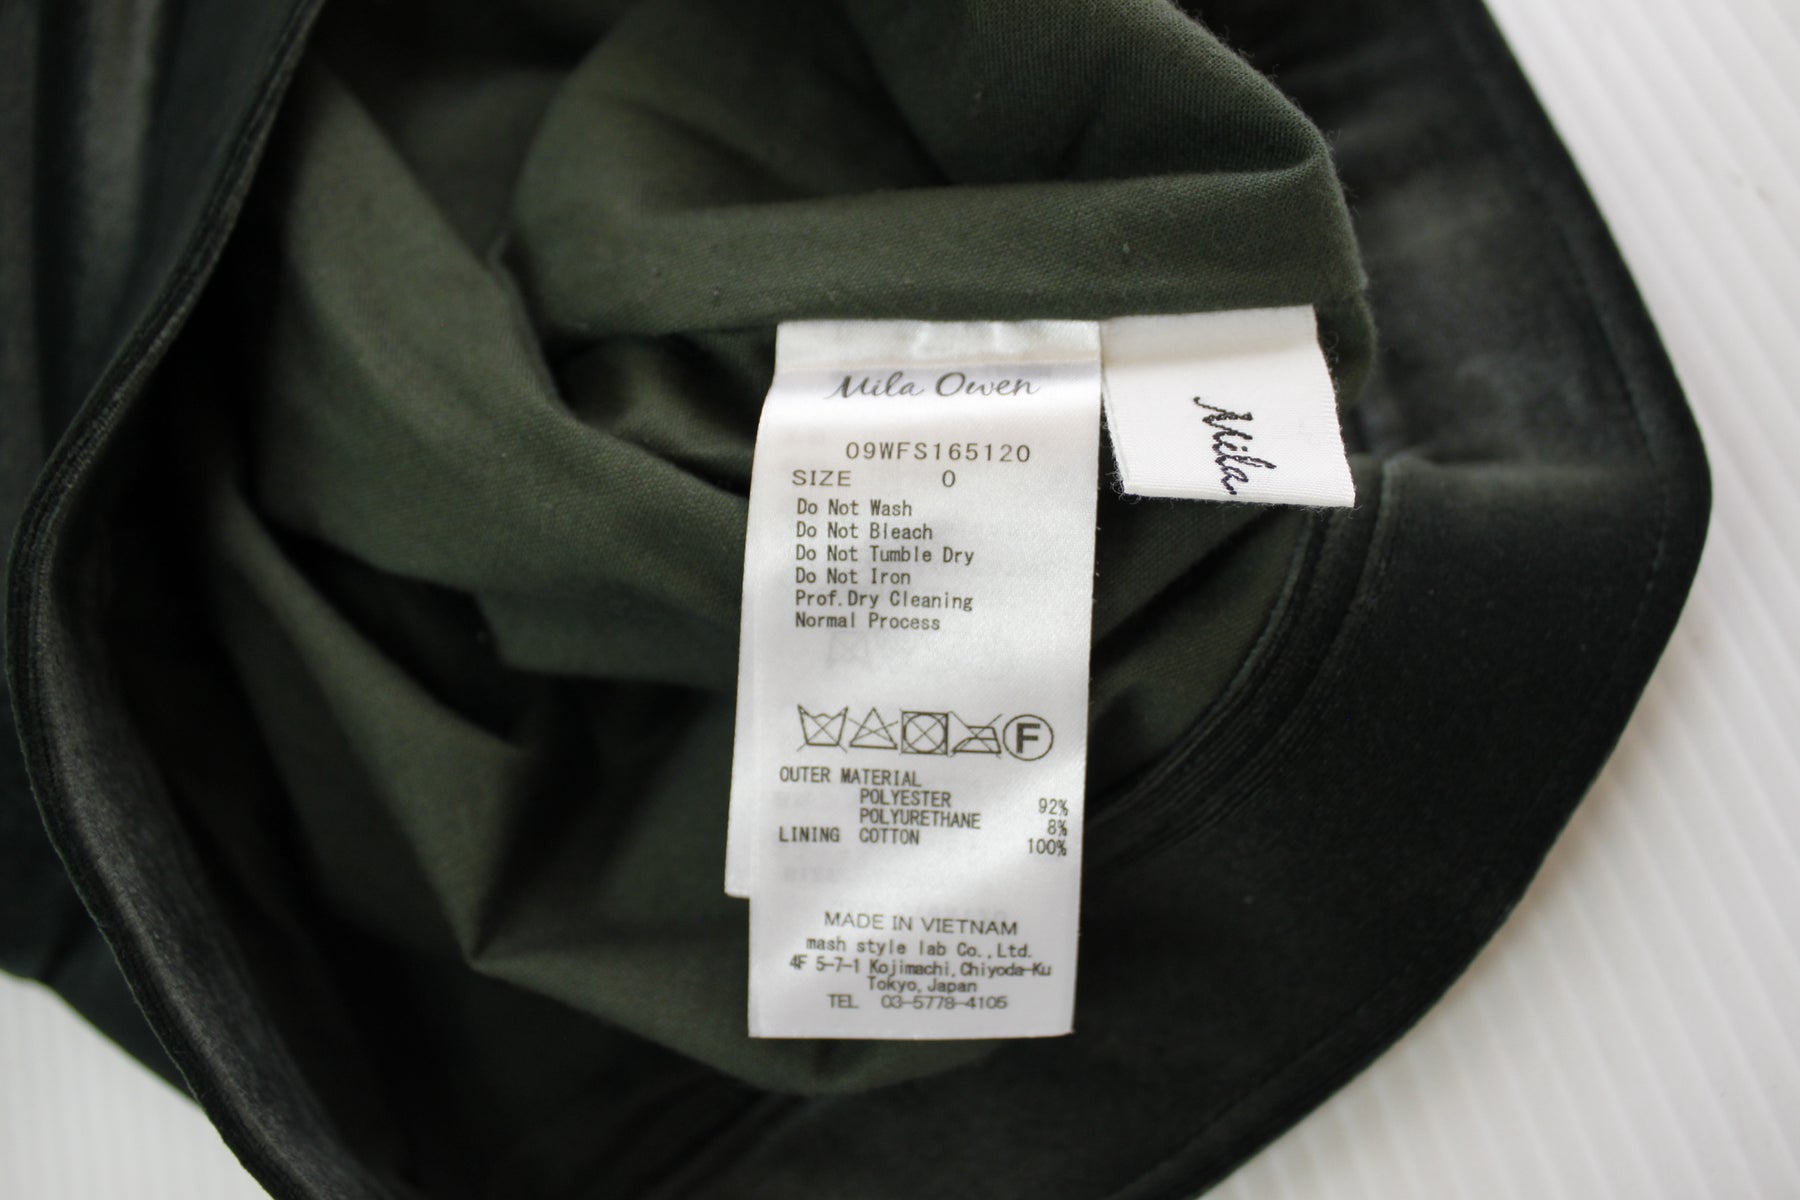 Mila Owen
09WFS165120
SIZE 0
Do Not Wash
Do Not Bleach
Do Not Tumble Dry
Do Not Iron
Prof.Dry Cleaning
Normal Process
F
OUTER MATERIAL
POLYESTER 92%
POLYURETHANE 8%
LINING COTTON 100%
MADE IN VIETNAM
mash style lab Co.,Ltd.
4F 5-7-1 Kojimachi,Chiyoda-Ku
Tokyo,Japan
TEL 03-5778-4105
Mila.